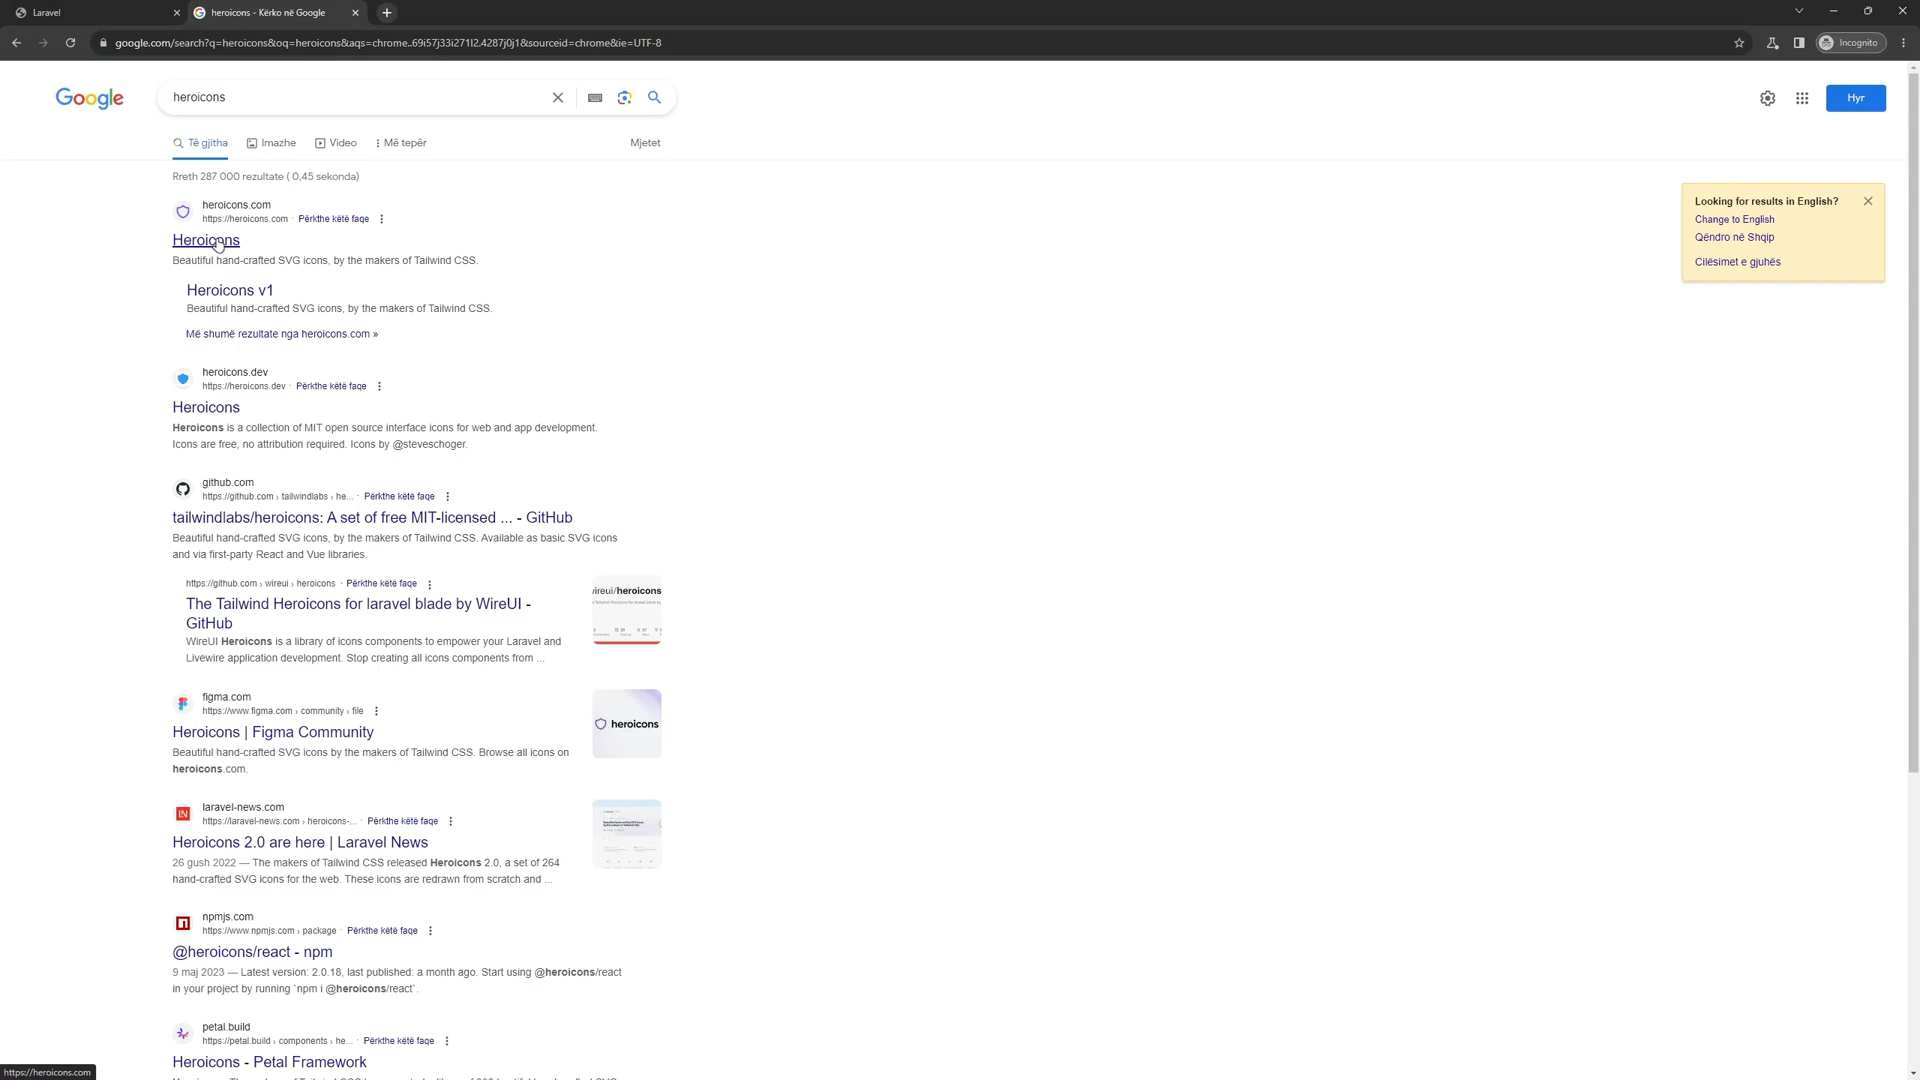 Laravel
heroicons - Kërko në Google
google.com/search?q=heroicons&oq=heroicons&aqs=chrome..69i57j33i271l2.4287j0j1&sourceid=chrome&ie=UTF-8
Incognito
Google
heroicons
Hyr
Të gjitha
Imazhe
Video
Më tepër
Mjetet
Rreth 287 000 rezultate ( 0,45 sekonda)
Looking for results in English?
Change to English
Qëndro në Shqip
Cilësimet e gjuhës
heroicons.com
https://heroicons.com · Përkthe këtë faqe
Heroicons
Beautiful hand-crafted SVG icons, by the makers of Tailwind CSS.
Heroicons v1
Beautiful hand-crafted SVG icons, by the makers of Tailwind CSS.
Më shumë rezultate nga heroicons.com »
heroicons.dev
https://heroicons.dev · Përkthe këtë faqe
Heroicons
Heroicons is a collection of MIT open source interface icons for web and app development.
Icons are free, no attribution required. Icons by @steveschoger.
github.com
https://github.com › tailwindlabs › he... · Përkthe këtë faqe
tailwindlabs/heroicons: A set of free MIT-licensed ... - GitHub
Beautiful hand-crafted SVG icons, by the makers of Tailwind CSS. Available as basic SVG icons
and via first-party React and Vue libraries.
https://github.com › wireui › heroicons · Përkthe këtë faqe
The Tailwind Heroicons for laravel blade by WireUI -
GitHub
WireUI Heroicons is a library of icons components to empower your Laravel and
Livewire application development. Stop creating all icons components from ...
vireui/heroicons
figma.com
https://www.figma.com › community › file
Heroicons | Figma Community
Beautiful hand-crafted SVG icons by the makers of Tailwind CSS. Browse all icons on
heroicons.com.
heroicons
laravel-news.com
https://laravel-news.com › heroicons-... · Përkthe këtë faqe
Heroicons 2.0 are here | Laravel News
26 gush 2022 — The makers of Tailwind CSS released Heroicons 2.0, a set of 264
hand-crafted SVG icons for the web. These icons are redrawn from scratch and ...
npmjs.com
https://www.npmjs.com › package · Përkthe këtë faqe
@heroicons/react - npm
9 maj 2023 — Latest version: 2.0.18, last published: a month ago. Start using @heroicons/react
in your project by running `npm i @heroicons/react`.
petal.build
https://petal.build › components › he... · Përkthe këtë faqe
Heroicons - Petal Framework
https://heroicons.com